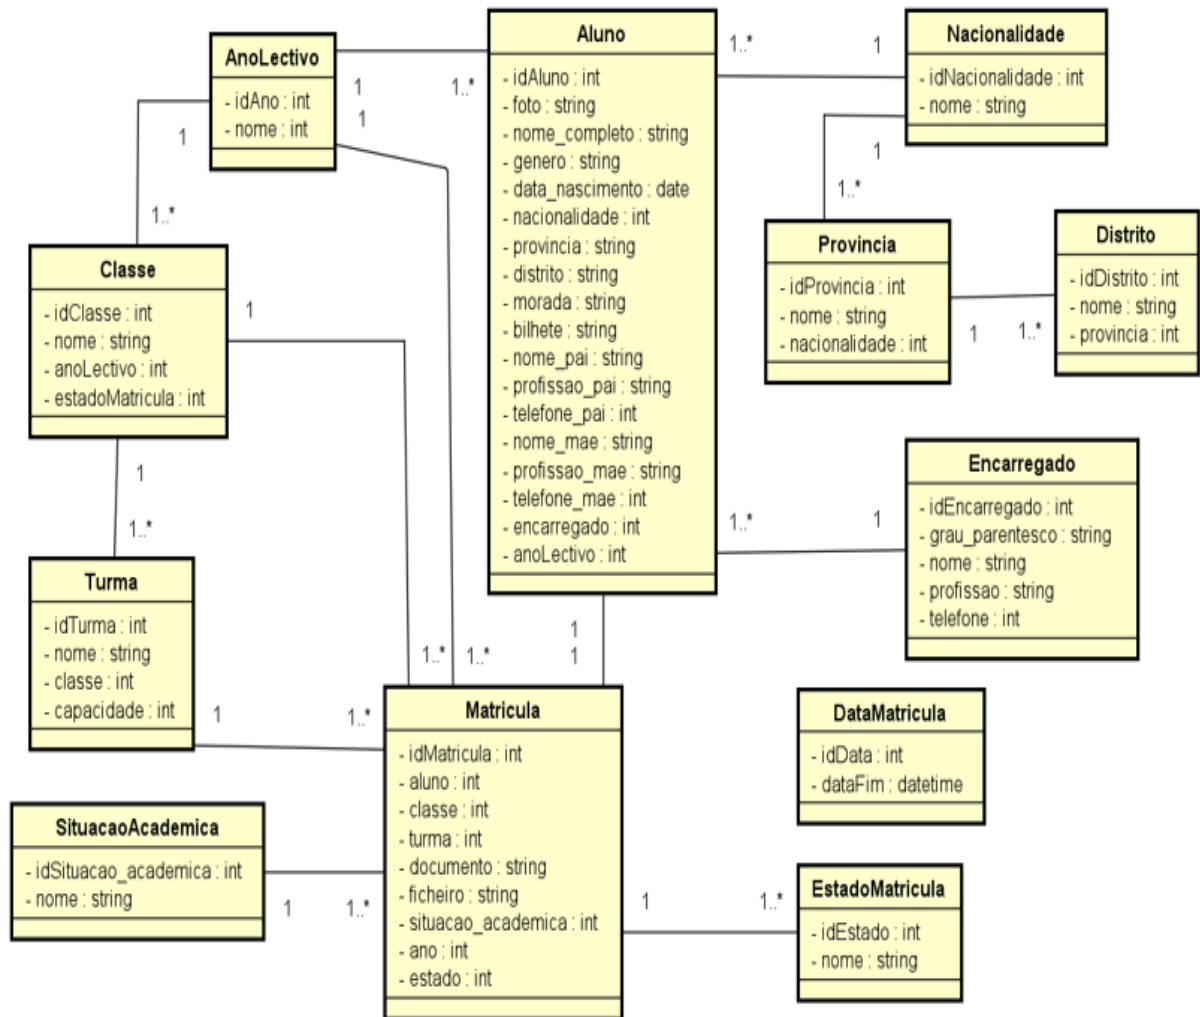 AnoLectivo
- idAno : int
- nome : int
Aluno
- idAluno : int
- foto : string
- nome_completo : string
- genero : string
- data_nascimento : date
- nacionalidade : int
- provincia : string
- distrito : string
- morada : string
- bilhete : string
- nome_pai : string
- profissao_pai : string
- telefone_pai : int
- nome_mae : string
- profissao_mae : string
- telefone_mae : int
- encarregado : int
- anoLectivo : int
Nacionalidade
- idNacionalidade : int
- nome : string
1
1..*
1
1..*
1
1
1..*
1
1..*
Provincia
- idProvincia : int
- nome : string
- nacionalidade : int
1
1..*
Distrito
- idDistrito : int
- nome : string
- provincia : int
Classe
- idClasse : int
- nome : string
- anoLectivo : int
- estadoMatricula : int
1
1
1..*
Encarregado
- idEncarregado : int
- grau_parentesco : string
- nome : string
- profissao : string
- telefone : int
1..*
1
Turma
- idTurma : int
- nome : string
- classe : int
- capacidade : int
1
1..*
1..*
1..*
1
1
Matricula
- idMatricula : int
- aluno : int
- classe : int
- turma : int
- documento : string
- ficheiro : string
- situacao_academica : int
- ano : int
- estado : int
DataMatricula
- idData : int
- dataFim : datetime
SituacaoAcademica
- idSituacao_academica : int
- nome : string
1
1..*
1
1..*
EstadoMatricula
- idEstado : int
- nome : string